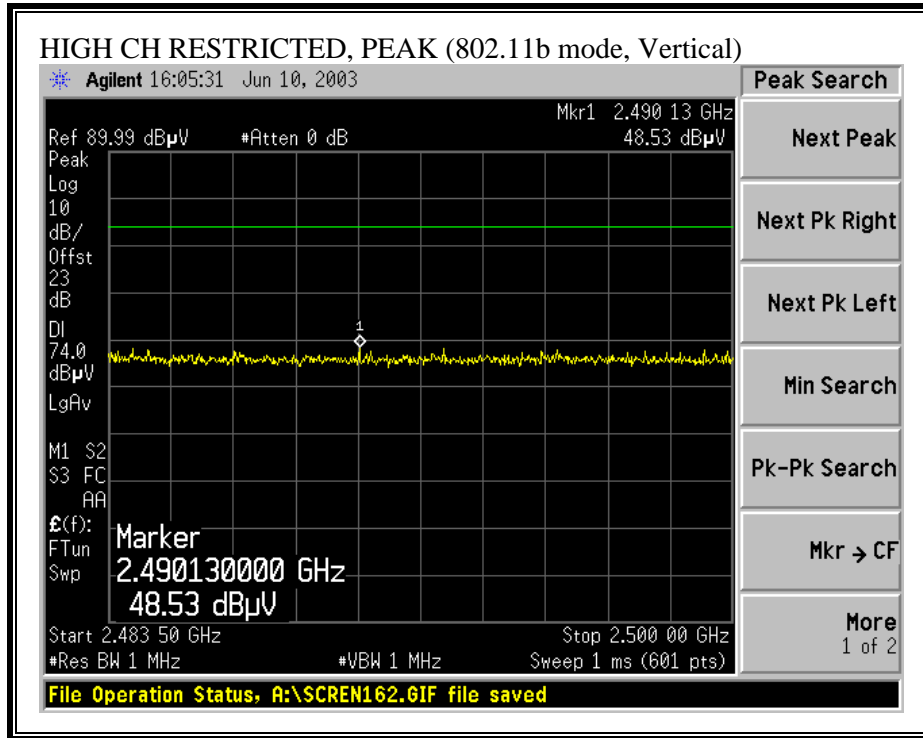 HIGH CH RESTRICTED, PEAK (802.11b mode, Vertical)
Agilent 16:05:31 Jun 10, 2003
Peak Search
Mkr1 2.490 13 GHz
Ref 89.99 dBµV #Atten 0 dB 48.53 dBµV
Peak
Log
10
dB/
Offst
23
dB
DI
74.0
dBµV
LgAv
M1 S2
S3 FC
AA
£(f):
FTun
Swp
1
Marker
2.490130000 GHz
48.53 dBµV
Start 2.483 50 GHz Stop 2.500 00 GHz
#Res BW 1 MHz #VBW 1 MHz Sweep 1 ms (601 pts)
File Operation Status, A:\SCREN162.GIF file saved
Next Peak
Next Pk Right
Next Pk Left
Min Search
Pk-Pk Search
Mkr → CF
More
1 of 2